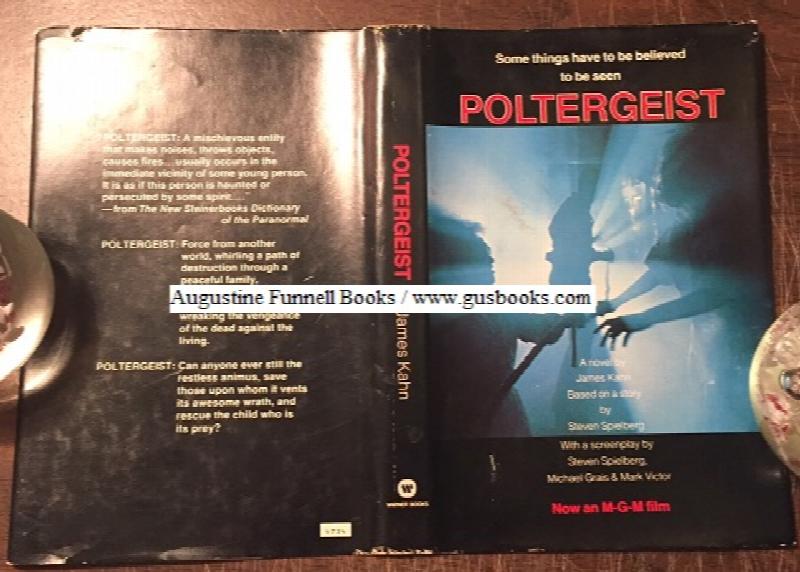 POLTERGEIST: A mischievous entity
that makes noises, throws objects,
causes fires... usually occurs in the
immediate vicinity of some young person.
It is as if this person is haunted or
persecuted by some spirit....
—from The New Steinerbooks Dictionary
of the Paranormal
POLTERGEIST: Force from another
world, whirling a path of
destruction through a
peaceful family,
wreaking the vengeance
of the dead against the
living.
POLTERGEIST: Can anyone ever still the
restless animus, save
those upon whom it vents
its awesome wrath, and
rescue the child who is
its prey?
POLTERGEIST
James Kahn
W
WARNER BOOKS
Some things have to be believed
to be seen
POLTERGEIST
A novel by
James Kahn
Based on a story
by
Steven Spielberg
With a screenplay by
Steven Spielberg,
Michael Grais & Mark Victor
Now an M-G-M film
Augustine Funnell Books / www.gusbooks.com